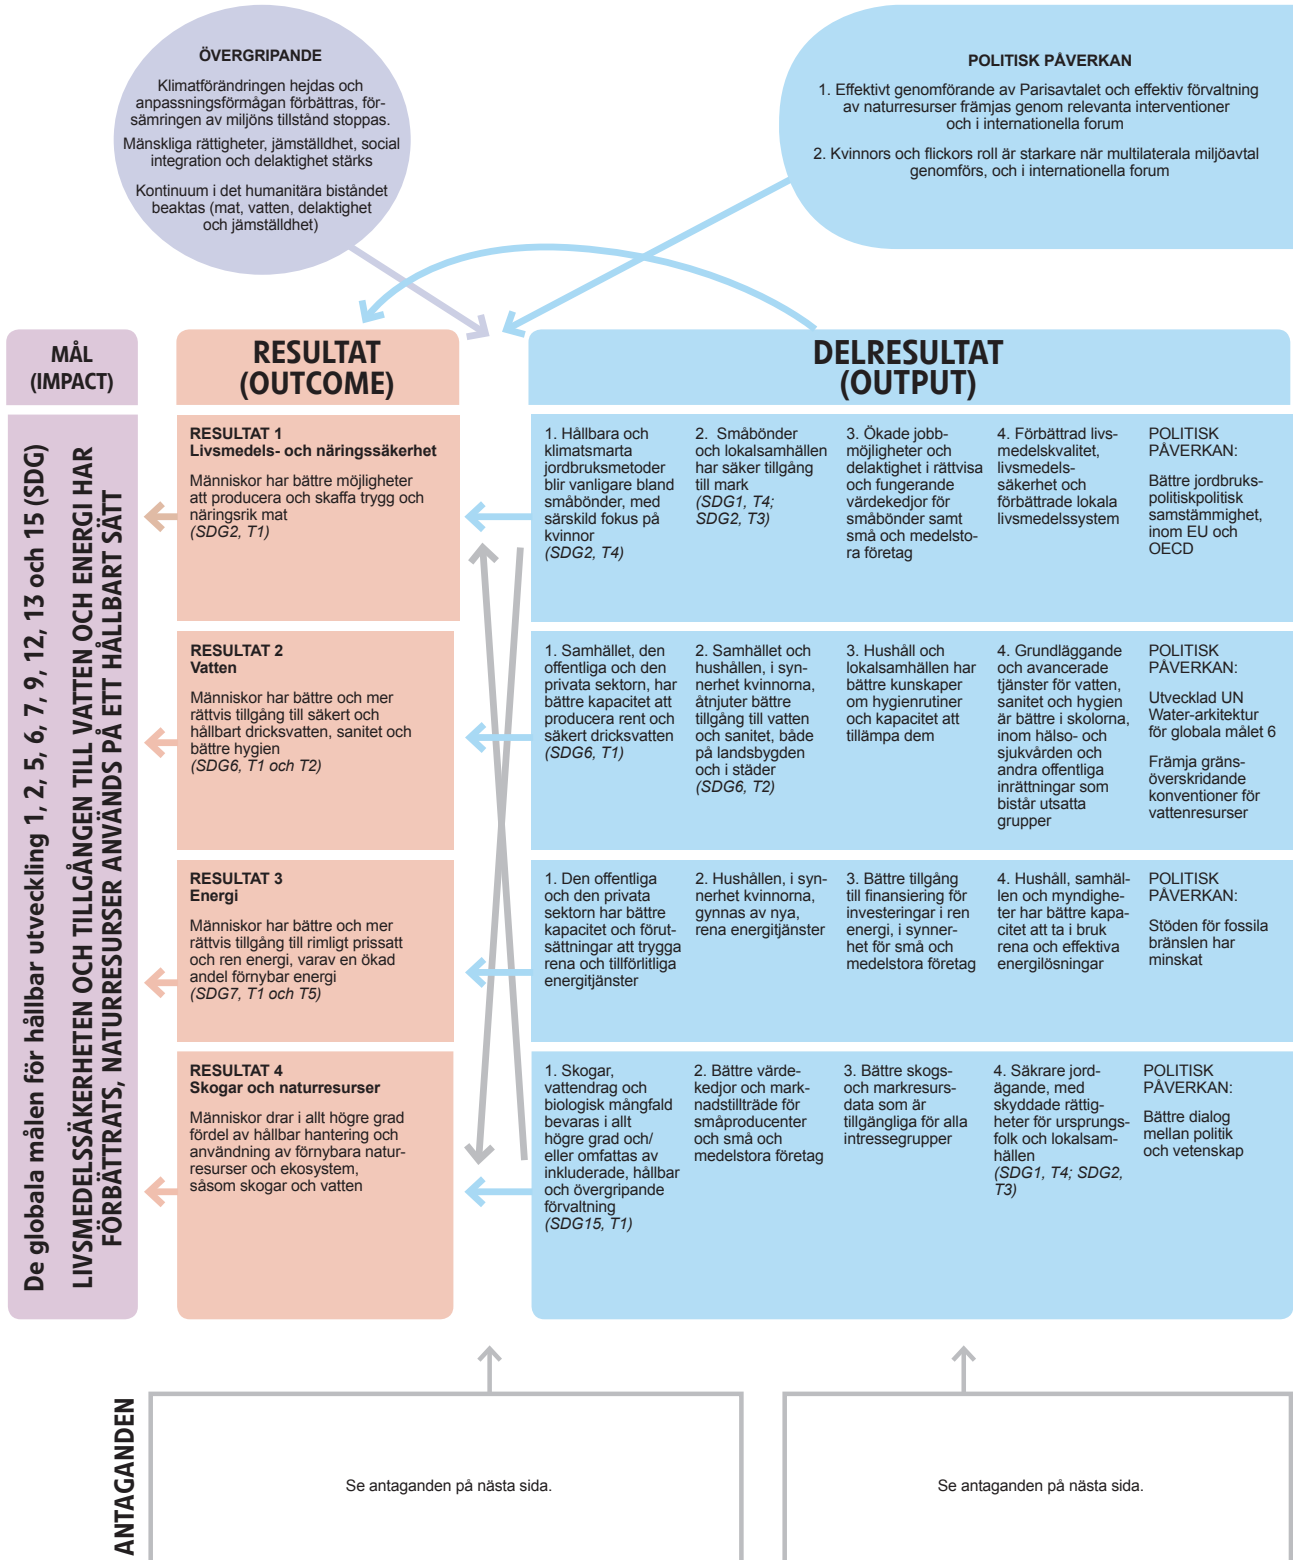 ÖVERGRIPANDE
Klimatförändringen hejdas och
anpassningsförmågan förbättras, för-
sämringen av miljöns tillstånd stoppas.
Mänskliga rättigheter, jämställdhet, social
integration och delaktighet stärks
Kontinuum i det humanitära biståndet
beaktas (mat, vatten, delaktighet
och jämställdhet)
POLITISK PÅVERKAN
1. Effektivt genomförande av Parisavtalet och effektiv förvaltning
av naturresurser främjas genom relevanta interventioner
och i internationella forum
2. Kvinnors och flickors roll är starkare när multilaterala miljöavtal
genomförs, och i internationella forum
MÅL
(IMPACT)
RESULTAT
(OUTCOME)
DELRESULTAT
(OUTPUT)
De globala målen för hållbar utveckling 1, 2, 5, 6, 7, 9, 12, 13 och 15 (SDG)
LIVSMEDELSSÄKERHETEN OCH TILLGÅNGEN TILL VATTEN OCH ENERGI HAR
FÖRBÄTTRATS, NATURRESURSER ANVÄNDS PÅ ETT HÅLLBART SÄTT
RESULTAT 1
Livsmedels- och näringssäkerhet
Människor har bättre möjligheter
att producera och skaffa trygg och
näringsrik mat
(SDG2, T1)
1. Hållbara och
klimatsmarta
jordbruksmetoder
blir vanligare bland
småbönder, med
särskild fokus på
kvinnor
(SDG2, T4)
2. Småbönder
och lokalsamhällen
har säker tillgång
till mark
(SDG1, T4;
SDG2, T3)
3. Ökade jobb-
möjligheter och
delaktighet i rättvisa
och fungerande
värdekedjor för
småbönder samt
små och medelsto-
ra företag
4. Förbättrad livs-
medelskvalitet,
livsmedels-
säkerhet och
förbättrade lokala
livsmedelssystem
POLITISK
PÅVERKAN:
Bättre jordbruks-
politiskpolitisk
samstämmighet,
inom EU och
OECD
RESULTAT 2
Vatten
Människor har bättre och mer
rättvis tillgång till säkert och
hållbart dricksvatten, sanitet och
bättre hygien
(SDG6, T1 och T2)
1. Samhället, den
offentliga och den
privata sektorn, har
bättre kapacitet att
producera rent och
säkert dricksvatten
(SDG6, T1)
2. Samhället och
hushållen, i syn-
nerhet kvinnorna,
åtnjuter bättre
tillgång till vatten
och sanitet, både
på landsbygden
och i städer
(SDG6, T2)
3. Hushåll och
lokalsamhällen har
bättre kunskaper
om hygienrutiner
och kapacitet att
tillämpa dem
4. Grundläggande
och avancerade
tjänster för vatten,
sanitet och hygien
är bättre i skolorna,
inom hälso- och
sjukvården och
andra offentliga
inrättningar som
bistår utsatta
grupper
POLITISK
PÅVERKAN:
Utvecklad UN
Water-arkitektur
för globala målet 6
Främja gräns-
överskridande
konventioner för
vattenresurser
RESULTAT 3
Energi
Människor har bättre och mer
rättvis tillgång till rimligt prissatt
och ren energi, varav en ökad
andel förnybar energi
(SDG7, T1 och T5)
1. Den offentliga
och den privata
sektorn har bättre
kapacitet och förut-
sättningar att trygga
rena och tillförlitliga
energitjänster
2. Hushållen, i syn-
nerhet kvinnorna,
gynnas av nya,
rena energitjänster
3. Bättre tillgång
till finansiering för
investeringar i ren
energi, i synner-
het för små och
medelstora företag
4. Hushåll, samhäl-
len och myndighe-
ter har bättre kapa-
citet att ta i bruk
rena och effektiva
energilösningar
POLITISK
PÅVERKAN:
Stöden för fossila
bränslen har
minskat
RESULTAT 4
Skogar och naturresurser
Människor drar i allt högre grad
fördel av hållbar hantering och
användning av förnybara natur-
resurser och ekosystem,
såsom skogar och vatten
1. Skogar,
vattendrag och
biologisk mångfald
bevaras i allt
högre grad och/
eller omfattas av
inkluderade, hållbar
och övergripande
förvaltning
(SDG15, T1)
2. Bättre värde-
kedjor och mark-
nadstillträde för
småproducenter
och små och
medelstora företag
3. Bättre skogs-
och markresurs-
data som är
tillgängliga för alla
intressegrupper
4. Säkrare jord-
ägande, med
skyddade rättig-
heter för ursprungs-
folk och lokalsam-
hällen
(SDG1, T4; SDG2,
T3)
POLITISK
PÅVERKAN:
Bättre dialog
mellan politik
och vetenskap
ANTAGANDEN
Se antaganden på nästa sida.
Se antaganden på nästa sida.